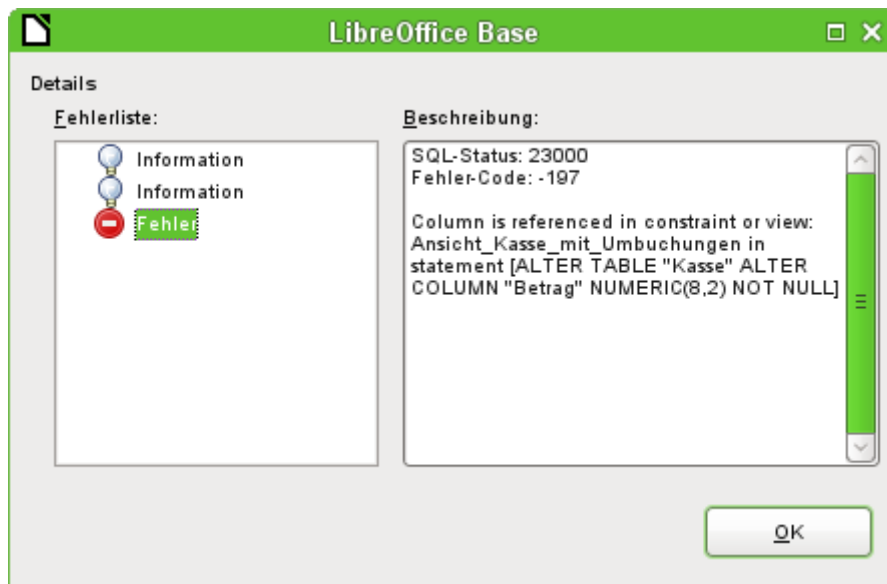 LibreOffice Base
Details
Fehlerliste:
Beschreibung:
Information
Information
Fehler
SQL-Status: 23000
Fehler-Code: -197
Column is referenced in constraint or view:
Ansicht_Kasse_mit_Umbuchungen in
statement [ALTER TABLE "Kasse" ALTER
COLUMN "Betrag" NUMERIC(8,2) NOT NULL]
OK